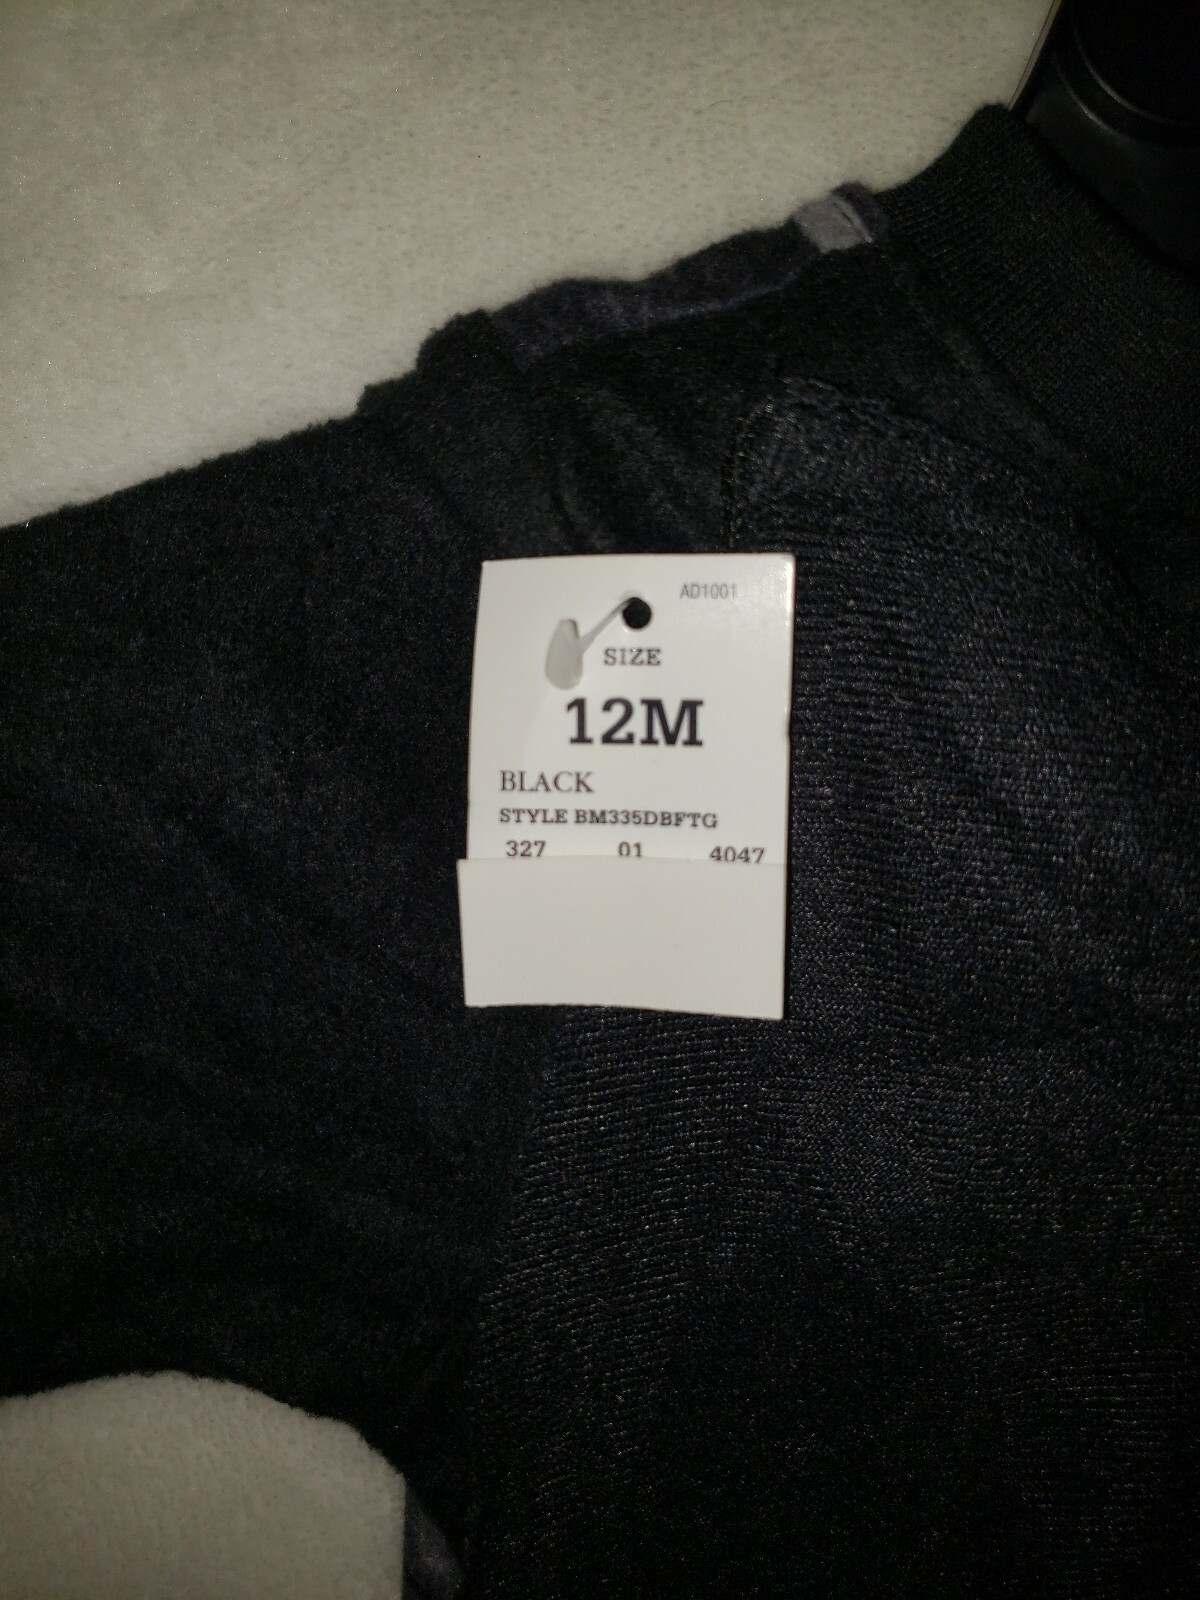 AD1001
SIZE
12M
BLACK
STYLE BM335DBFTG
327 01 4047